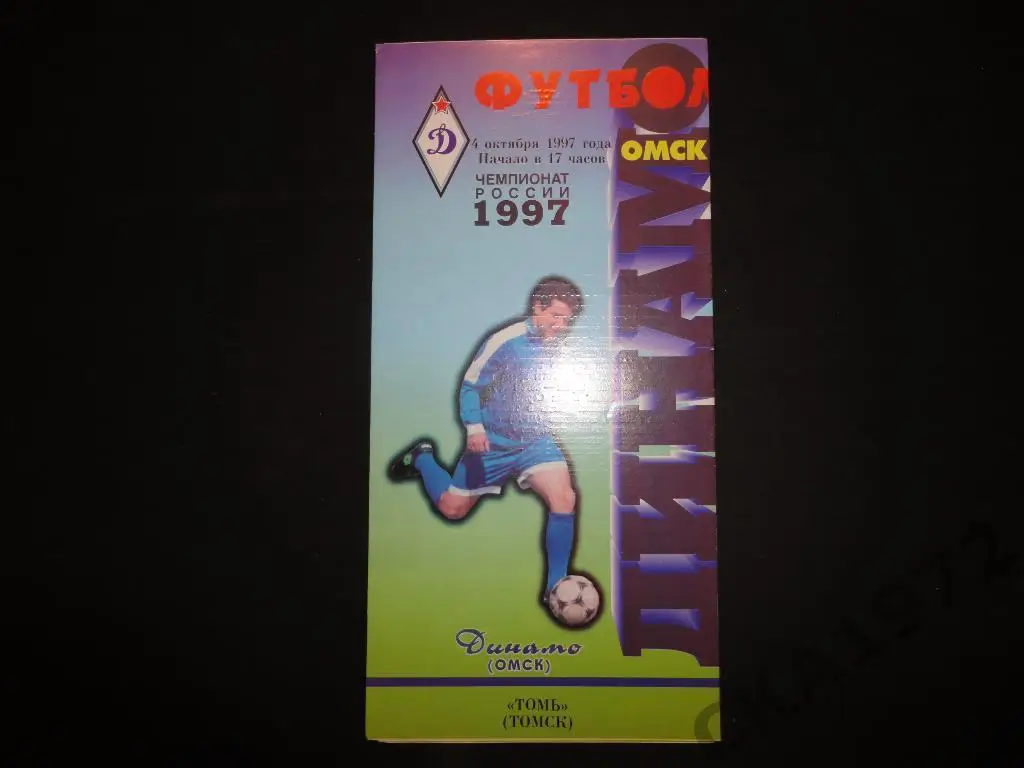 ФУТБОЛ
Д
4 октября 1997 года
Начало в 17 часов
ОМСК
ЧЕМПИОНАТ
РОССИИ
1997
ДИНАМО
Динамо
(ОМСК)
«ТОМЬ»
(ТОМСК)